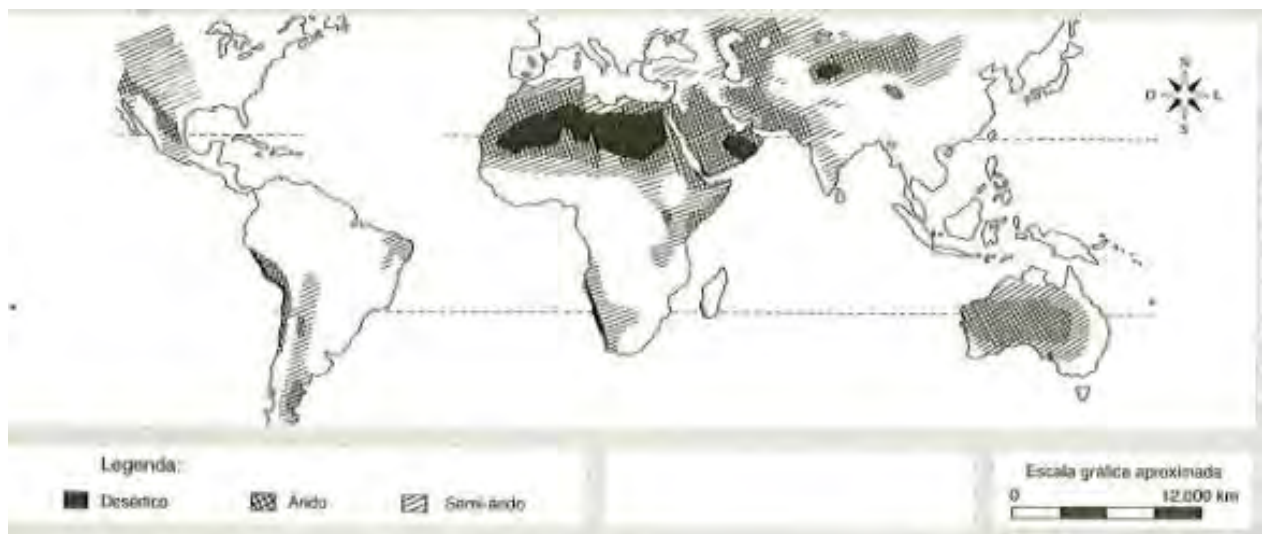 N
O L
S
Legenda:
Desértico Árido Semi-árido
Escala gráfica aproximada
0 12.000 km